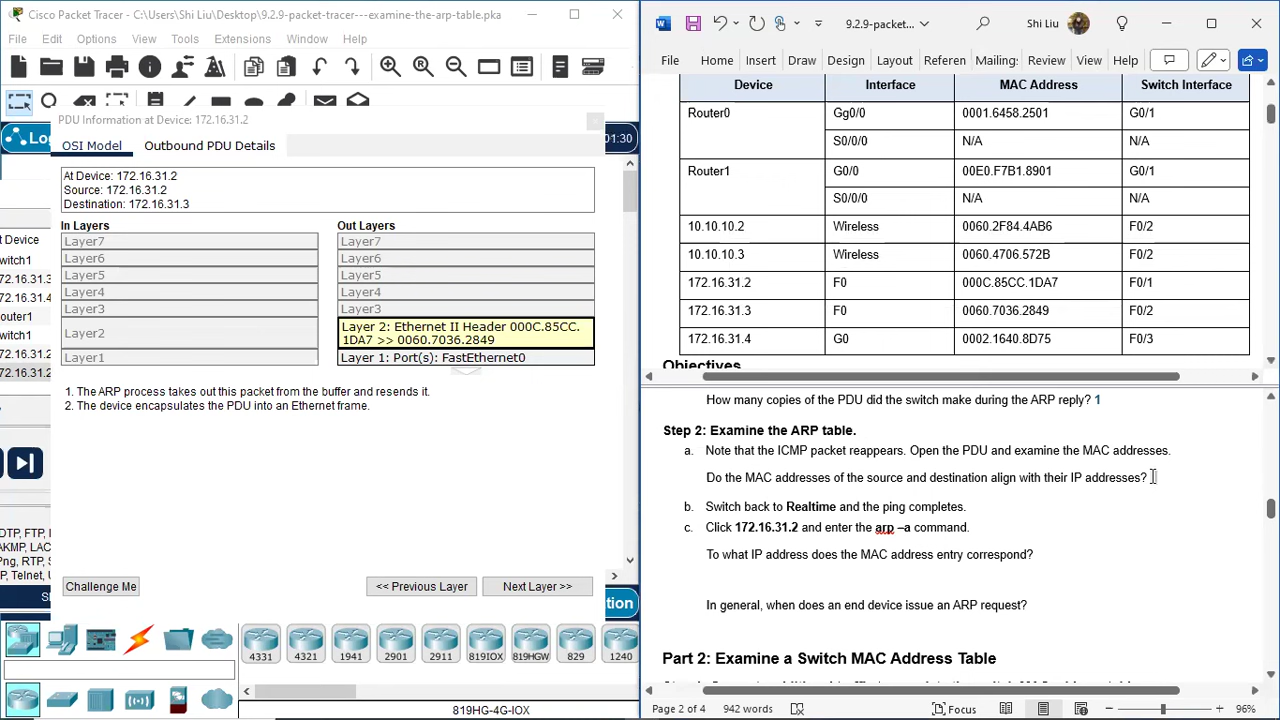 Cisco Packet Tracer - C:\Users\Shi Liu\Desktop\9.2.9-packet-tracer---examine-the-arp-table.pka
File Edit Options View Tools Extensions Window Help
01:30
PDU Information at Device: 172.16.31.2
OSI Model Outbound PDU Details
At Device: 172.16.31.2
Source: 172.16.31.2
Destination: 172.16.31.3
In Layers Out Layers
Layer7 Layer7
Layer6 Layer6
Layer5 Layer5
Layer4 Layer4
Layer3 Layer3
Layer2 Layer 2: Ethernet II Header 000C.85CC.
1DA7 >> 0060.7036.2849
Layer1 Layer 1: Port(s): FastEthernet0
1. The ARP process takes out this packet from the buffer and resends it.
2. The device encapsulates the PDU into an Ethernet frame.
Challenge Me << Previous Layer Next Layer >>
4331 4321 1941 2901 2911 819IOX 819HGW 829 1240
819HG-4G-IOX
9.2.9-packet... Shi Liu
File Home Insert Draw Design Layout Referen Mailing: Review View Help
Device Interface MAC Address Switch Interface
Router0 Gg0/0 0001.6458.2501 G0/1
S0/0/0 N/A N/A
Router1 G0/0 00E0.F7B1.8901 G0/1
S0/0/0 N/A N/A
10.10.10.2 Wireless 0060.2F84.4AB6 F0/2
10.10.10.3 Wireless 0060.4706.572B F0/2
172.16.31.2 F0 000C.85CC.1DA7 F0/1
172.16.31.3 F0 0060.7036.2849 F0/2
172.16.31.4 G0 0002.1640.8D75 F0/3
Objectives
How many copies of the PDU did the switch make during the ARP reply? 1
Step 2: Examine the ARP table.
a. Note that the ICMP packet reappears. Open the PDU and examine the MAC addresses.
Do the MAC addresses of the source and destination align with their IP addresses?
b. Switch back to Realtime and the ping completes.
c. Click 172.16.31.2 and enter the arp –a command.
To what IP address does the MAC address entry correspond?
In general, when does an end device issue an ARP request?
Part 2: Examine a Switch MAC Address Table
Page 2 of 4 942 words Focus 96%